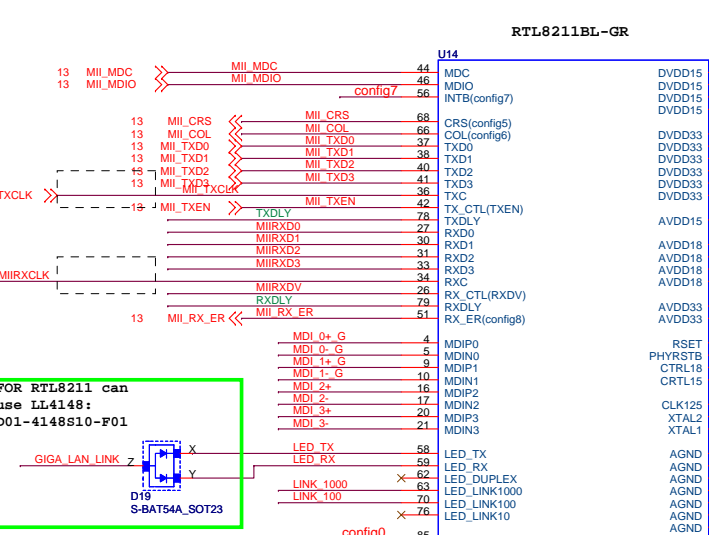 RTL8211BL-GR
U14
13 MII_MDC MII_MDC 44 MDC DVDD15
13 MII_MDIO MII_MDIO 46 MDIO DVDD15
config7 56 INTB(config7) DVDD15
DVDD15
13 MII_CRS MII_CRS 68 CRS(config5)
13 MII_COL MII_COL 66 COL(config6) DVDD33
13 MII_TXD0 MII_TXD0 37 TXD0 DVDD33
13 MII_TXD1 MII_TXD1 38 TXD1 DVDD33
13 MII_TXD2 MII_TXD2 40 TXD2 DVDD33
13 MII_TXD3 MII_TXD3 41 TXD3 DVDD33
TXCLK MII_TXCLK 36 TXC DVDD33
13 MII_TXEN MII_TXEN 42 TX_CTL(TXEN)
TXDLY 78 TXDLY AVDD15
MIIRXD0 27 RXD0
MIIRXD1 30 RXD1 AVDD18
MIIRXD2 31 RXD2 AVDD18
MIIRXD3 33 RXD3 AVDD18
MIIRXCLK 34 RXC AVDD18
MIIRXDV 26 RX_CTL(RXDV)
RXDLY 79 RXDLY AVDD33
13 MII_RX_ER MII_RX_ER 51 RX_ER(config8) AVDD33
MDI_0+_G 4 MDIP0 RSET
MDI_0-_G 5 MDIN0 PHYRSTB
MDI_1+_G 9 MDIP1 CTRL18
MDI_1-_G 10 MDIN1 CRTL15
MDI_2+ 16 MDIP2
MDI_2- 17 MDIN2 CLK125
MDI_3+ 20 MDIP3 XTAL2
MDI_3- 21 MDIN3 XTAL1
FOR RTL8211 can
use LL4148:
D01-4148S10-F01
GIGA_LAN_LINK Z X Y
D19
S-BAT54A_SOT23
LED_TX 58 LED_TX AGND
LED_RX 59 LED_RX AGND
62 LED_DUPLEX AGND
LINK_1000 63 LED_LINK1000 AGND
LINK_100 70 LED_LINK100 AGND
76 LED_LINK10 AGND
AGND
config0 85